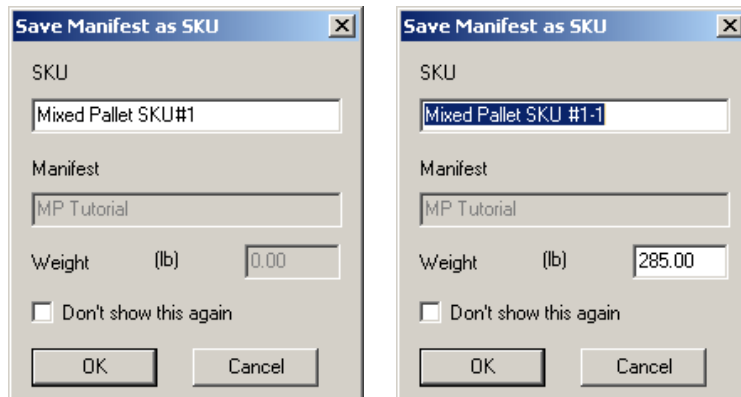 Save Manifest as SKU
SKU
Mixed Pallet SKU#1
Manifest
MP Tutorial
Weight (lb) 0.00
Don't show this again
OK Cancel
Save Manifest as SKU
SKU
Mixed Pallet SKU #1-1
Manifest
MP Tutorial
Weight (lb) 285.00
Don't show this again
OK Cancel